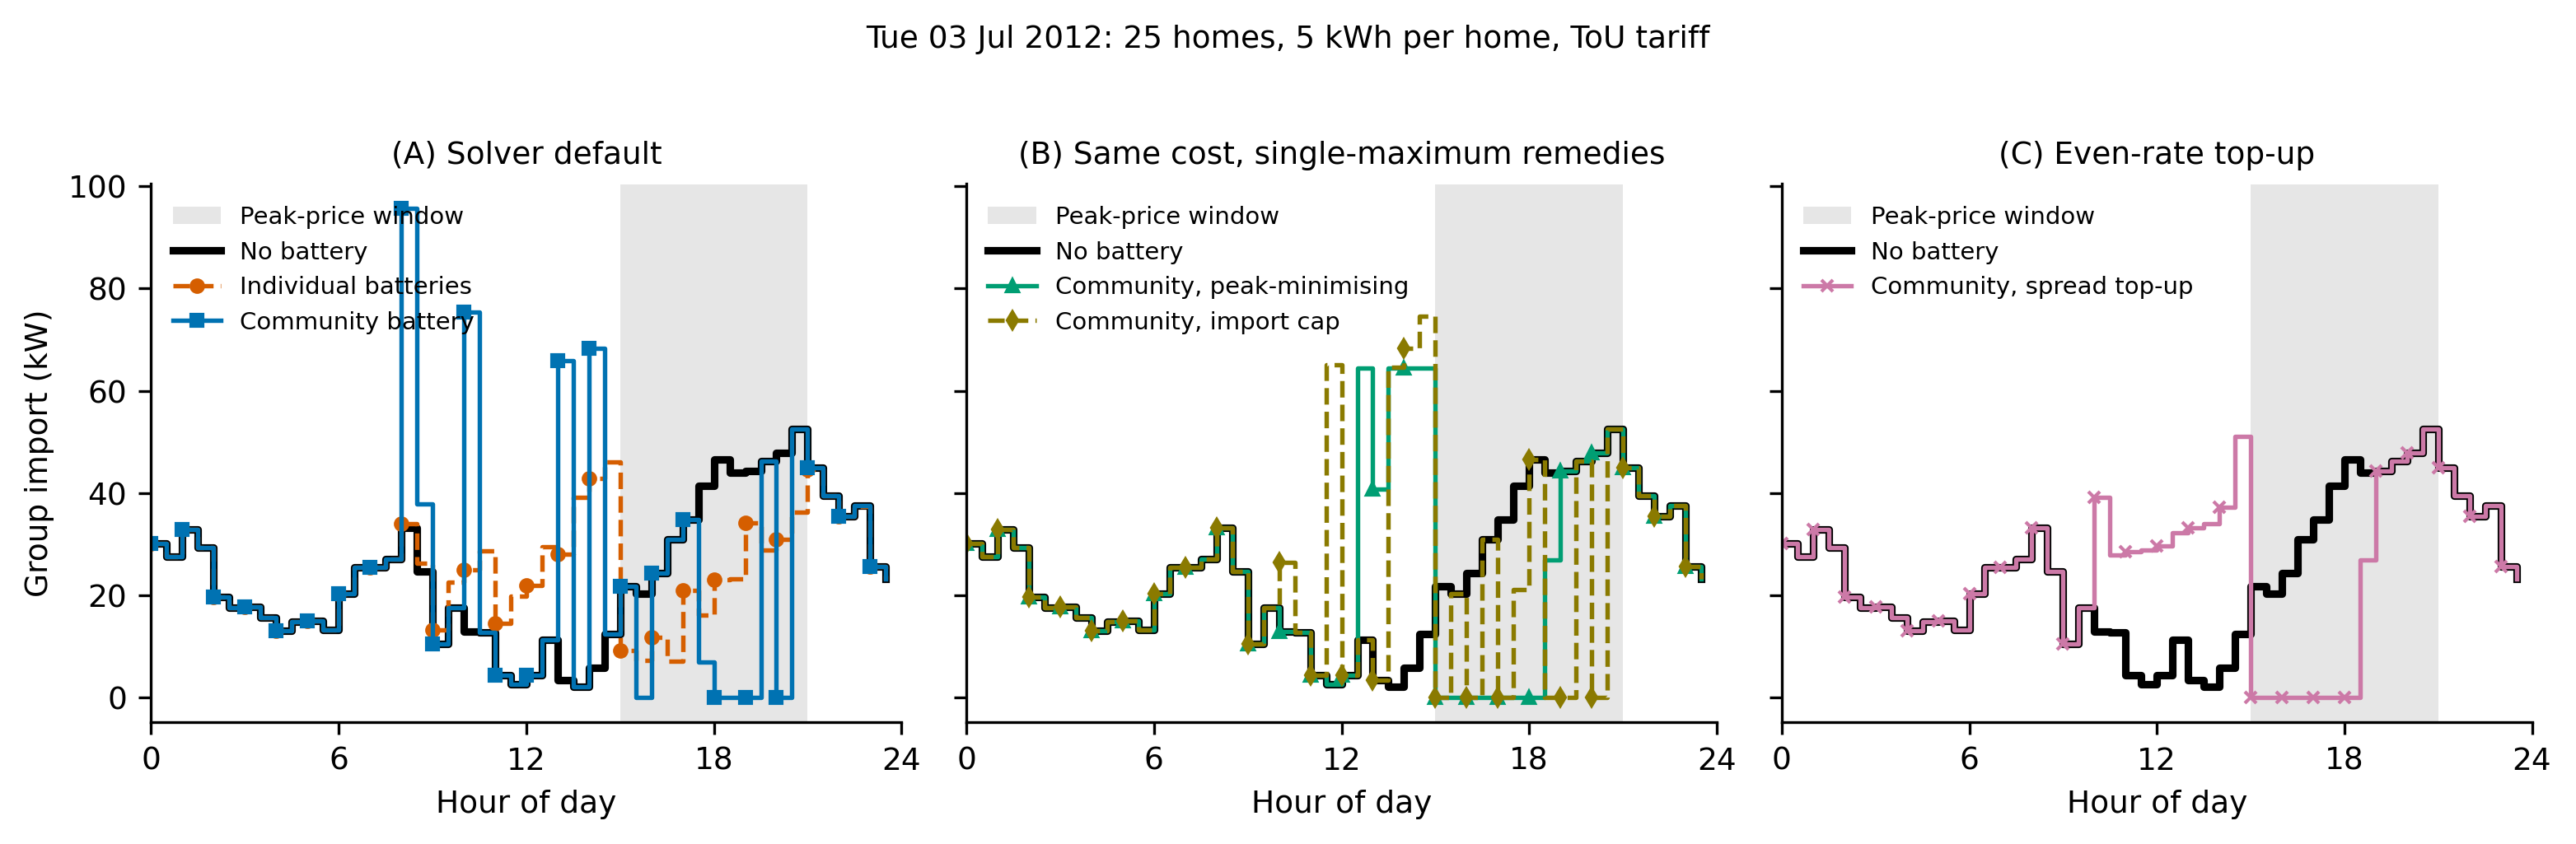 Tue 03 Jul 2012: 25 homes, 5 kWh per home, ToU tariff
(A) Solver default
Group import (kW)
100
80
60
40
20
0
Peak-price window
No battery
Individual batteries
Community battery
0 6 12 18 24
Hour of day
(B) Same cost, single-maximum remedies
Peak-price window
No battery
Community, peak-minimising
Community, import cap
0 6 12 18 24
Hour of day
(C) Even-rate top-up
Peak-price window
No battery
Community, spread top-up
0 6 12 18 24
Hour of day